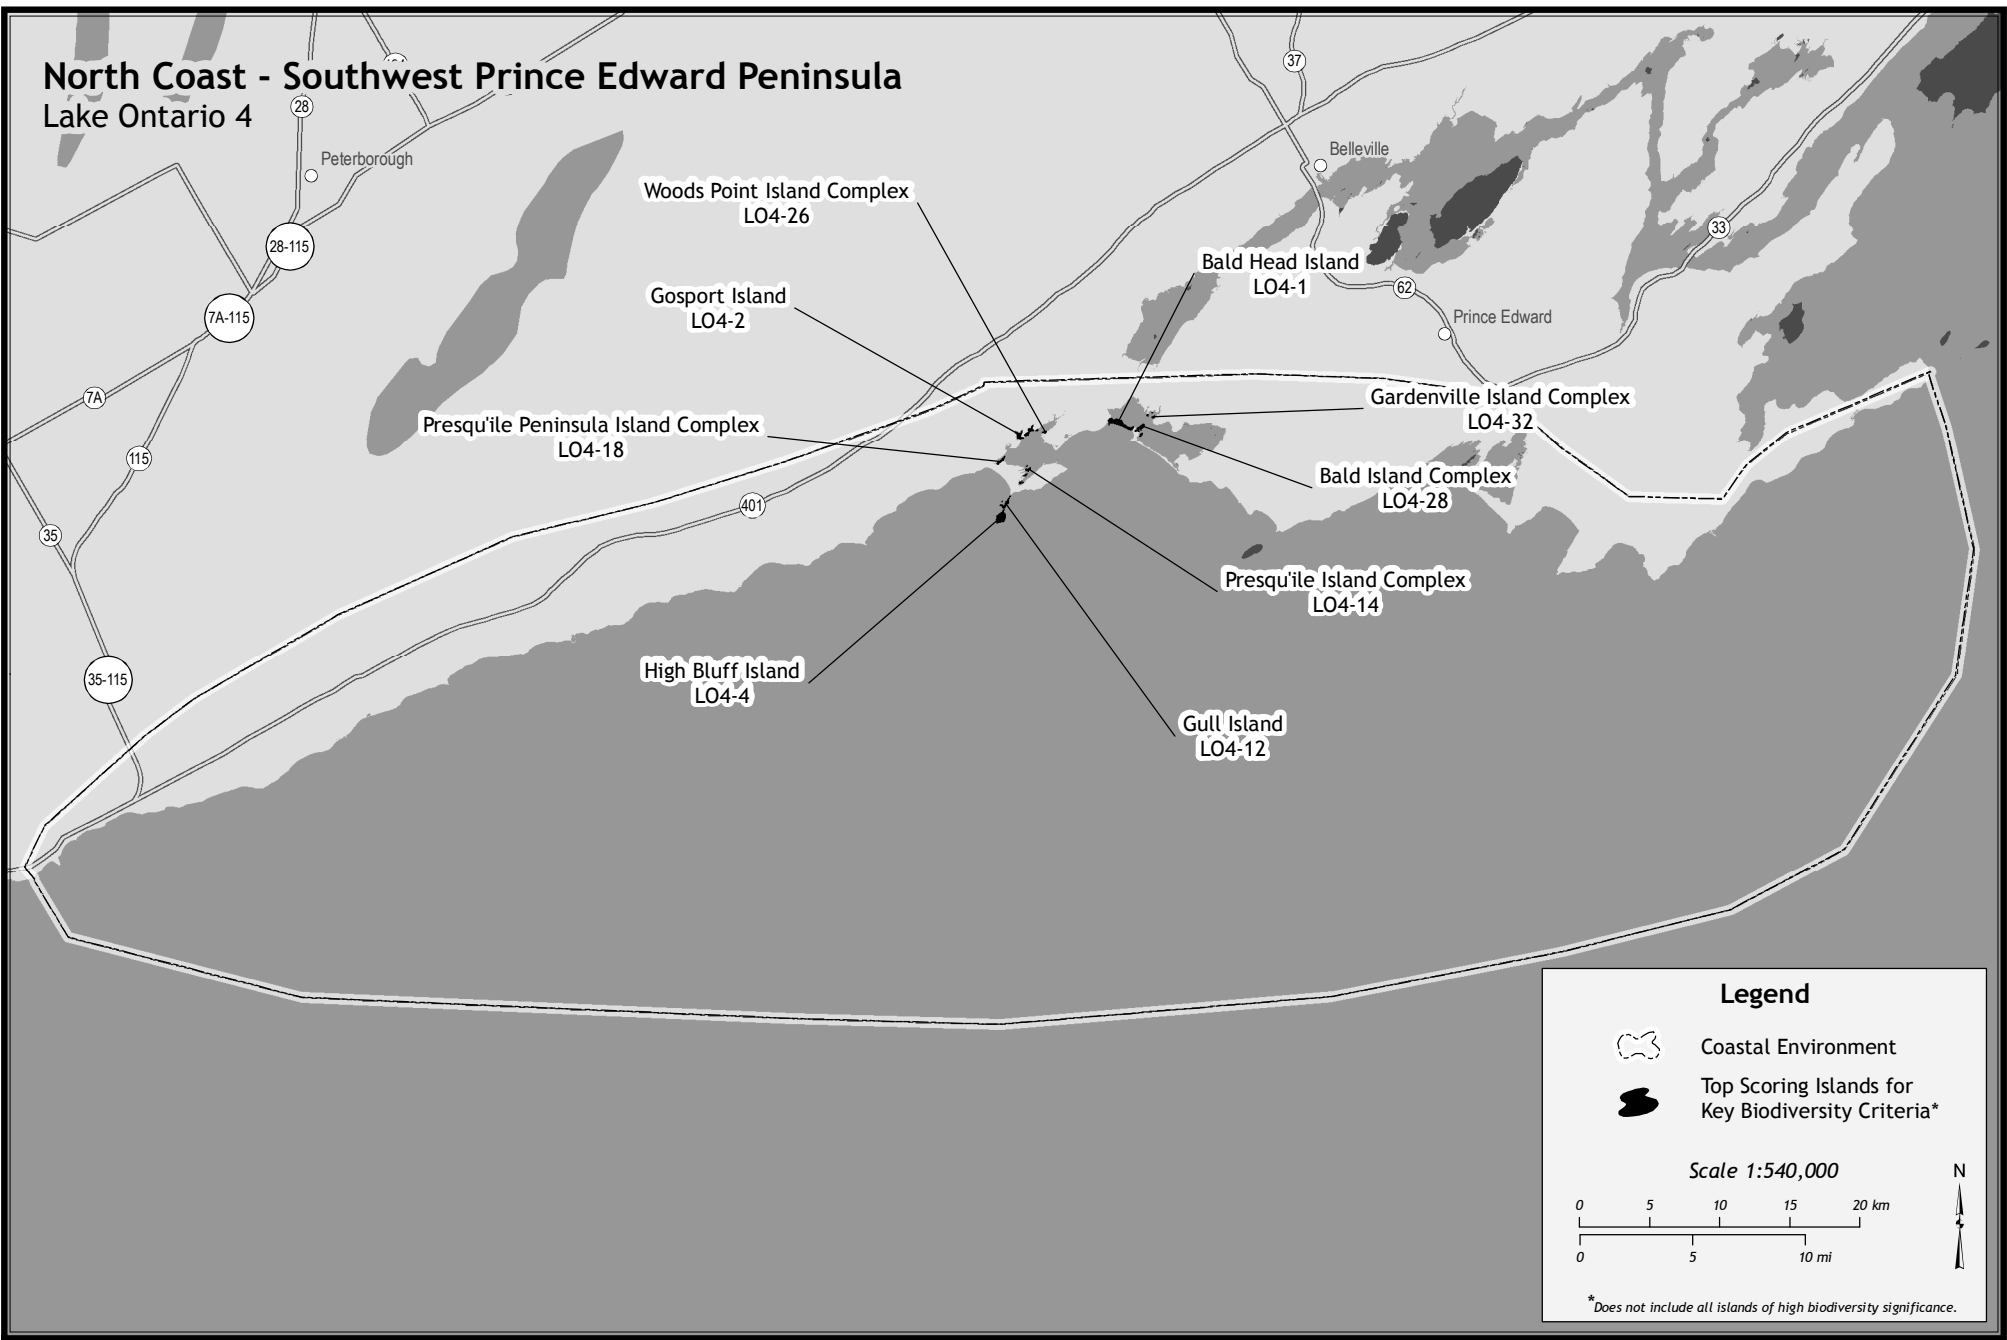 North Coast - Southwest Prince Edward Peninsula
Lake Ontario 4
37
28
Peterborough
Belleville
Woods Point Island Complex
LO4-26
33
28-115
Bald Head Island
LO4-1
62
Gosport Island
LO4-2
7A-115
Prince Edward
7A
Gardenville Island Complex
LO4-32
Presqu'ile Peninsula Island Complex
LO4-18
115
Bald Island Complex
LO4-28
401
35
Presqu'ile Island Complex
LO4-14
35-115
High Bluff Island
LO4-4
Gull Island
LO4-12
Legend
Coastal Environment
Top Scoring Islands for
Key Biodiversity Criteria*
Scale 1:540,000
N
0 5 10 15 20 km
0 5 10 mi
*Does not include all islands of high biodiversity significance.